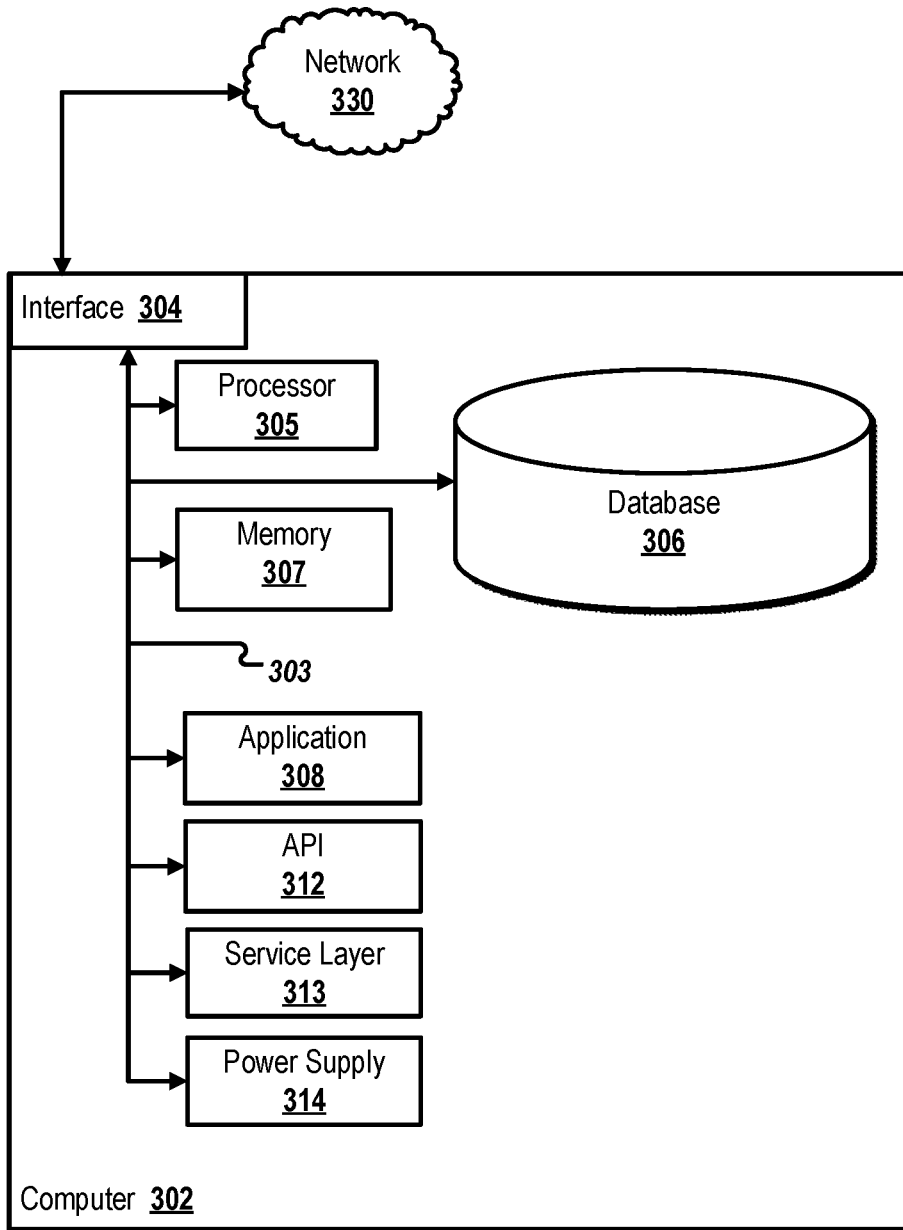 Network
330
Interface 304
Processor
305
Database
306
Memory
307
303
Application
308
API
312
Service Layer
313
Power Supply
314
Computer 302